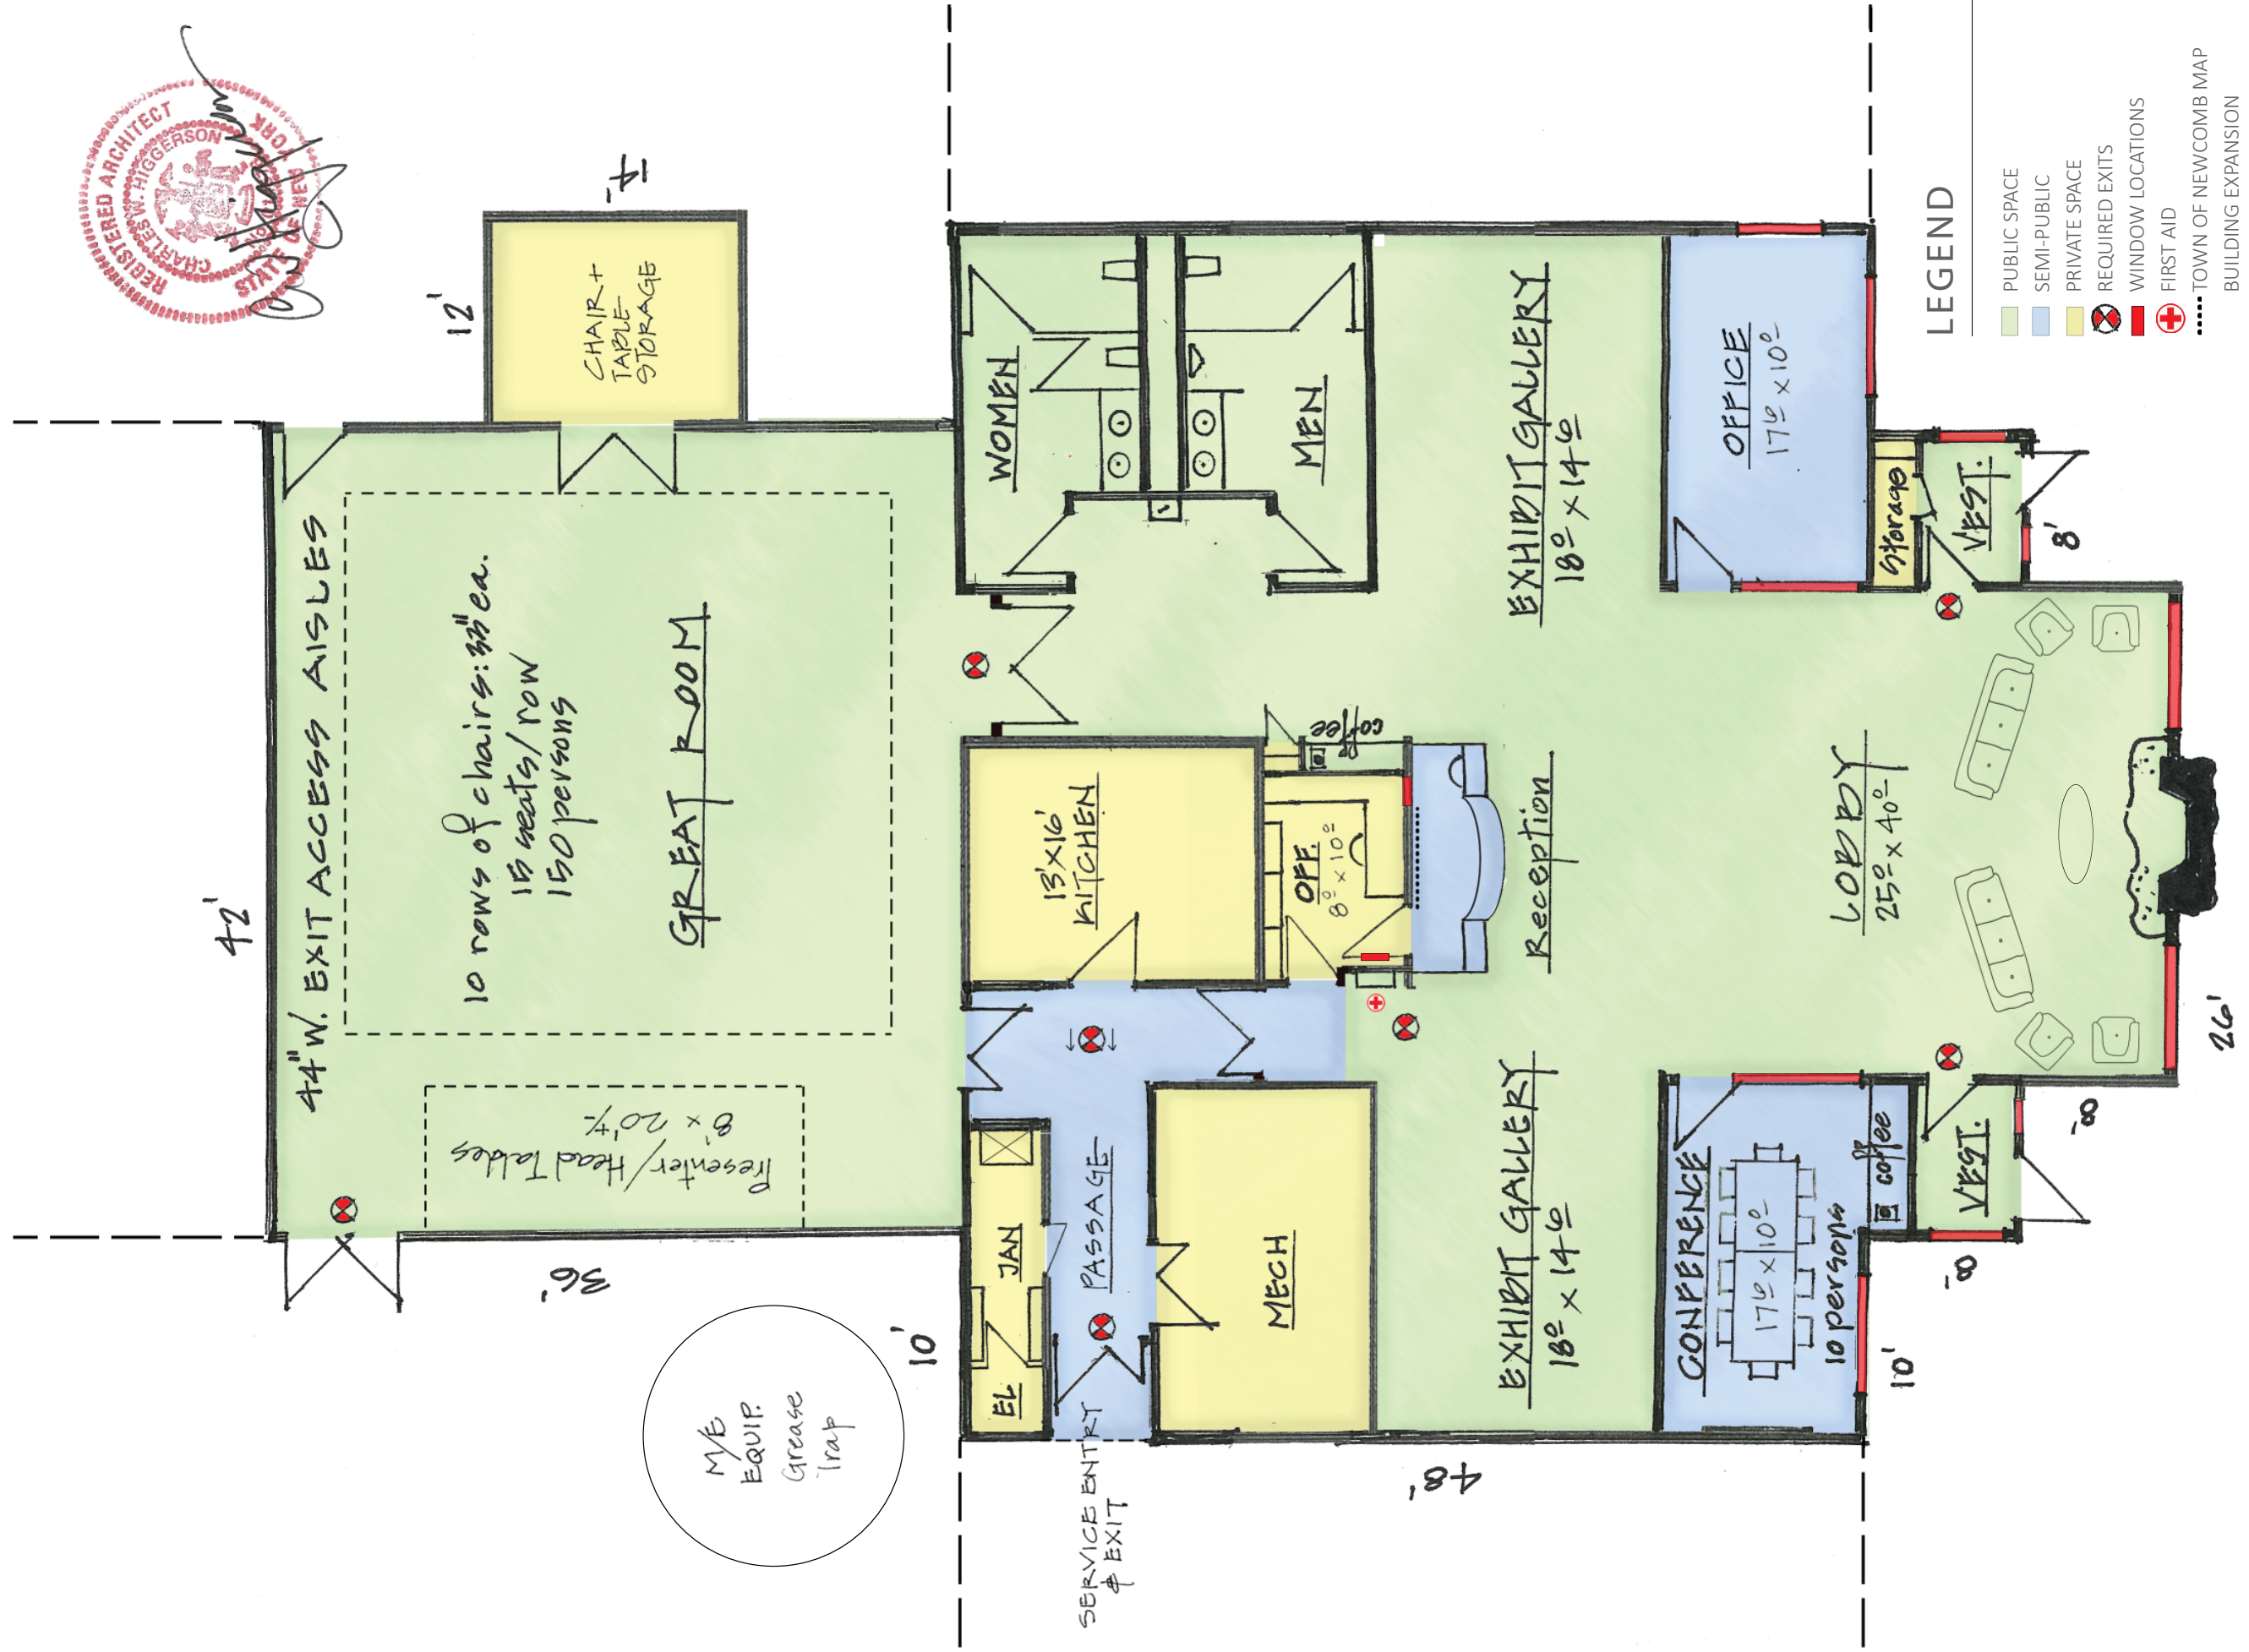 REGISTERED ARCHITECT
CHARLES W. HIGGERSON
STATE OF NEW YORK
42'
12'
4'
CHAIR +
TABLE
STORAGE
44" W. EXIT ACCESS AISLES
10 rows of chairs: 33" ea.
15 seats/row
150 persons
GREAT ROOM
Presenter/Head Tables
8' x 20' +/-
36'
10'
M/E
EQUIP.
Grease
Trap
WOMEN
MEN
13'X16'
KITCHEN
OFF.
8⁰ x 10⁰
coffee
JAN
EL
PASSAGE
MECH
SERVICE ENTRY
& EXIT
EXHIBIT GALLERY
18⁰ x 14⁶
EXHIBIT GALLERY
18⁰ x 14⁶
Reception
OFFICE
17⁶ x 10⁰
LOBBY
25⁰ x 40⁰
CONFERENCE
17⁶ x 10⁰
10 persons
coffee
Storage
VEST.
8'
VEST.
8'
8'
10'
48'
26'
LEGEND
PUBLIC SPACE
SEMI-PUBLIC
PRIVATE SPACE
REQUIRED EXITS
WINDOW LOCATIONS
FIRST AID
TOWN OF NEWCOMB MAP
BUILDING EXPANSION